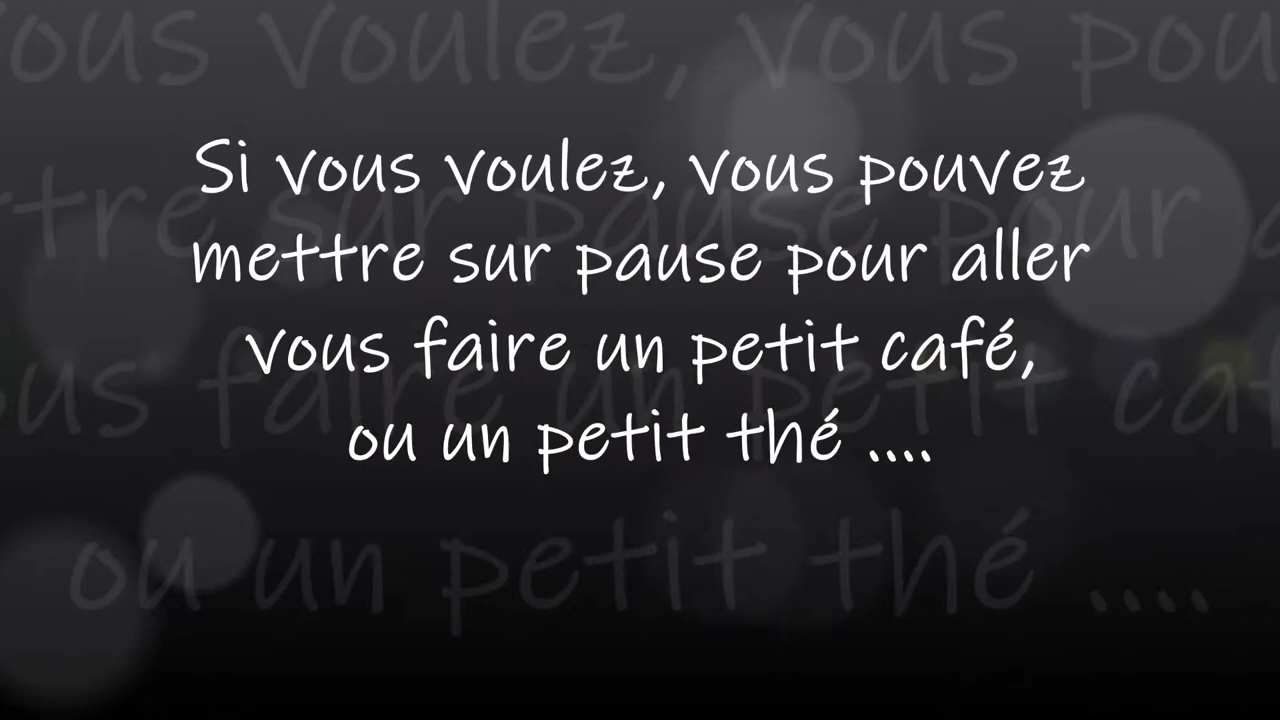 Si vous voulez, vous pouvez
mettre sur pause pour aller
vous faire un petit café,
ou un petit thé ....